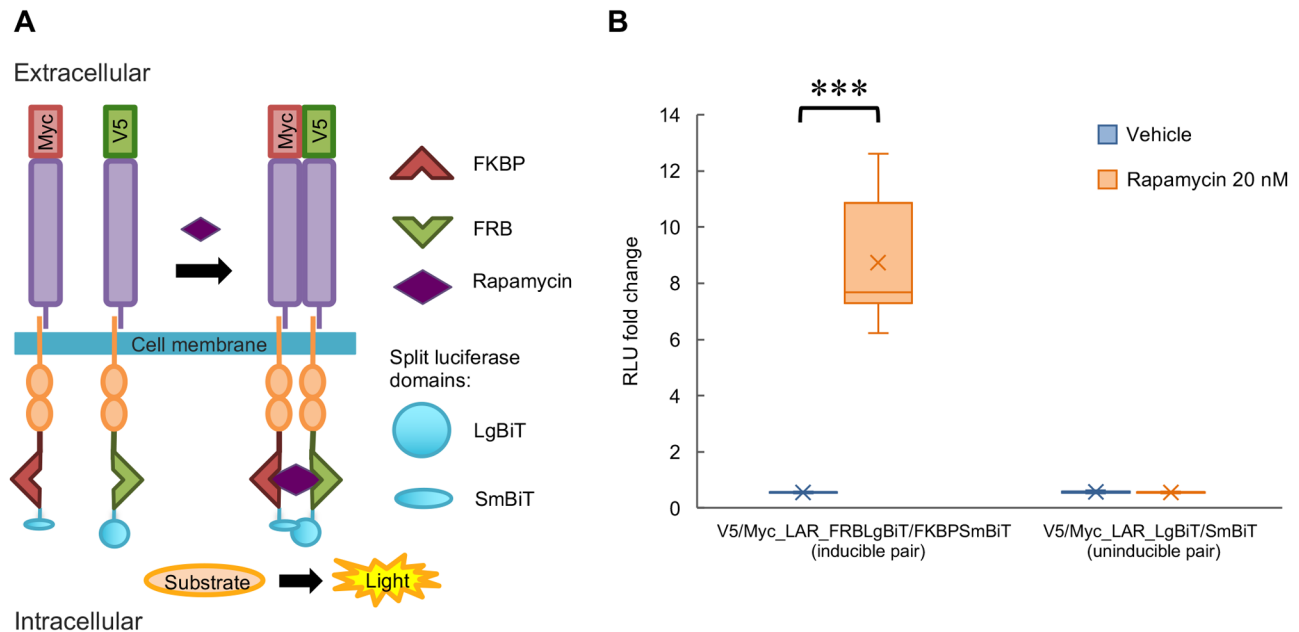 A
Extracellular
Myc
V5
Myc
V5
FKBP
FRB
Rapamycin
Cell membrane
Split luciferase
domains:
LgBiT
SmBiT
Substrate
Light
Intracellular
B
***
14
12
10
8
6
4
2
0
RLU fold change
Vehicle
Rapamycin 20 nM
V5/Myc_LAR_FRBLgBiT/FKBPSmBiT
(inducible pair)
V5/Myc_LAR_LgBiT/SmBiT
(uninducible pair)